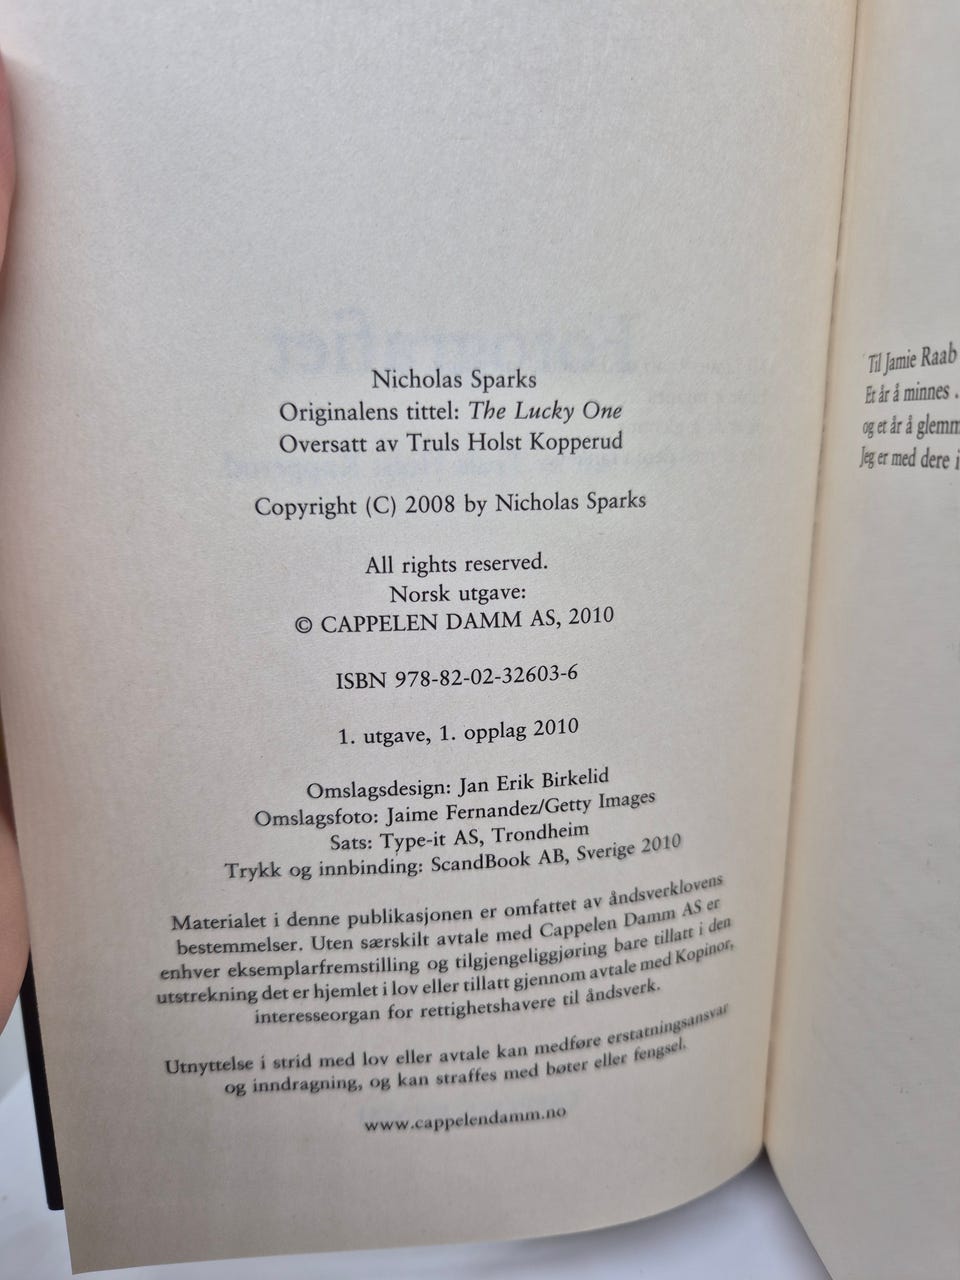 Nicholas Sparks
Originalens tittel: The Lucky One
Oversatt av Truls Holst Kopperud
Copyright (C) 2008 by Nicholas Sparks
All rights reserved.
Norsk utgave:
© CAPPELEN DAMM AS, 2010
ISBN 978-82-02-32603-6
1. utgave, 1. opplag 2010
Omslagsdesign: Jan Erik Birkelid
Omslagsfoto: Jaime Fernandez/Getty Images
Sats: Type-it AS, Trondheim
Trykk og innbinding: ScandBook AB, Sverige 2010
Materialet i denne publikasjonen er omfattet av åndsverklovens
bestemmelser. Uten særskilt avtale med Cappelen Damm AS er
enhver eksemplarfremstilling og tilgjengeliggjøring bare tillatt i den
utstrekning det er hjemlet i lov eller tillatt gjennom avtale med Kopinor,
interesseorgan for rettighetshavere til åndsverk.
Utnyttelse i strid med lov eller avtale kan medføre erstatningsansvar
og inndragning, og kan straffes med bøter eller fengsel.
www.cappelendamm.no
Til Jamie Raab
Et år å minnes .
og et år å glemm
Jeg er med dere i